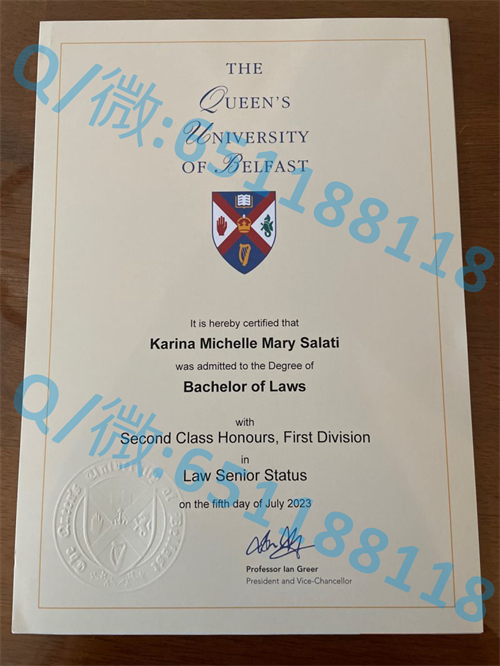 THE
QUEEN'S
UNIVERSITY
OF BELFAST
It is hereby certified that
Karina Michelle Mary Salati
was admitted to the Degree of
Bachelor of Laws
with
Second Class Honours, First Division
in
Law Senior Status
on the fifth day of July 2023
Professor Ian Greer
President and Vice-Chancellor
Q/微:651188118
Q/微:651188118